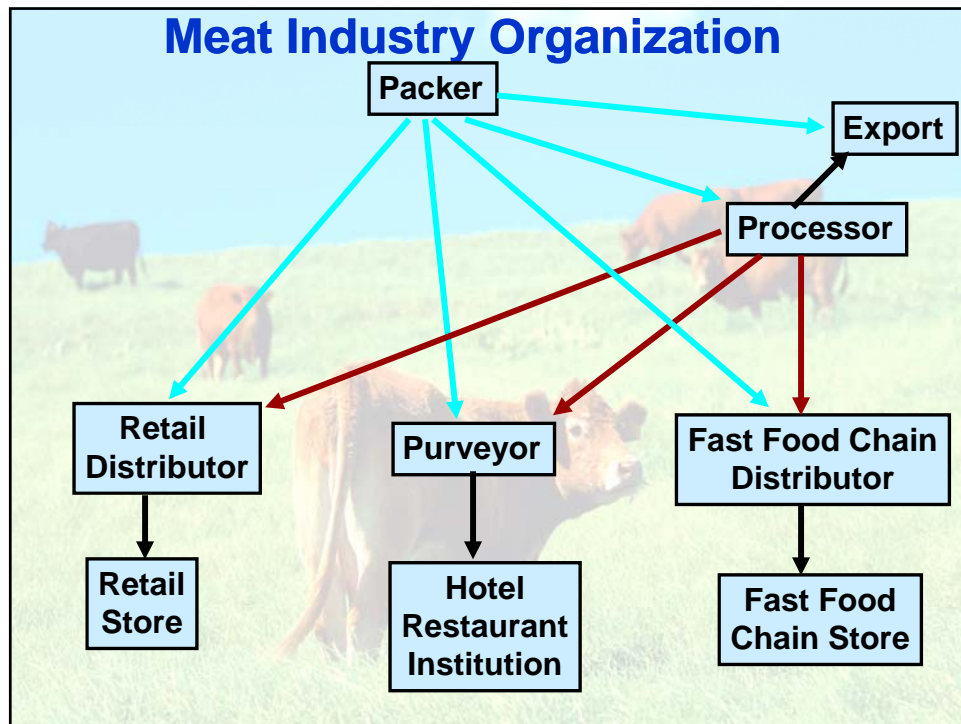 Meat Industry Organization
Packer
Export
Processor
Retail
Distributor
Purveyor
Fast Food Chain
Distributor
Retail
Store
Hotel
Restaurant
Institution
Fast Food
Chain Store